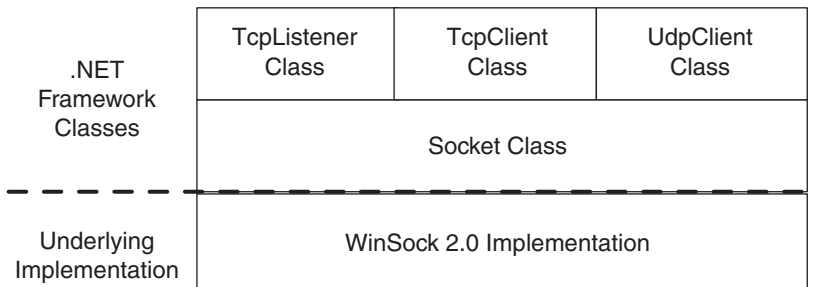 .NET
Framework
Classes
TcpListener
Class
TcpClient
Class
UdpClient
Class
Socket Class
Underlying
Implementation
WinSock 2.0 Implementation